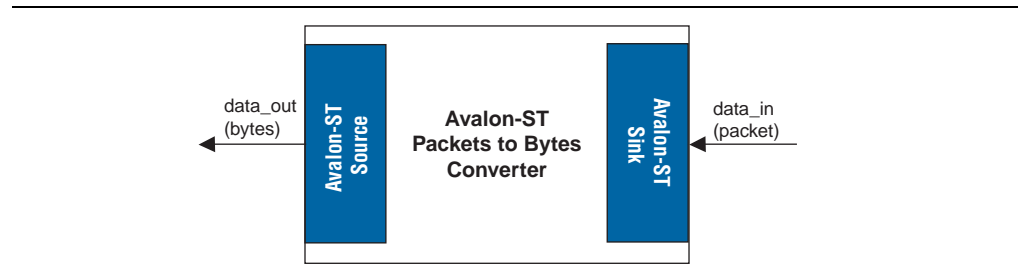 data_out
(bytes)
Avalon-ST
Source
Avalon-ST
Packets to Bytes
Converter
Avalon-ST
Sink
data_in
(packet)